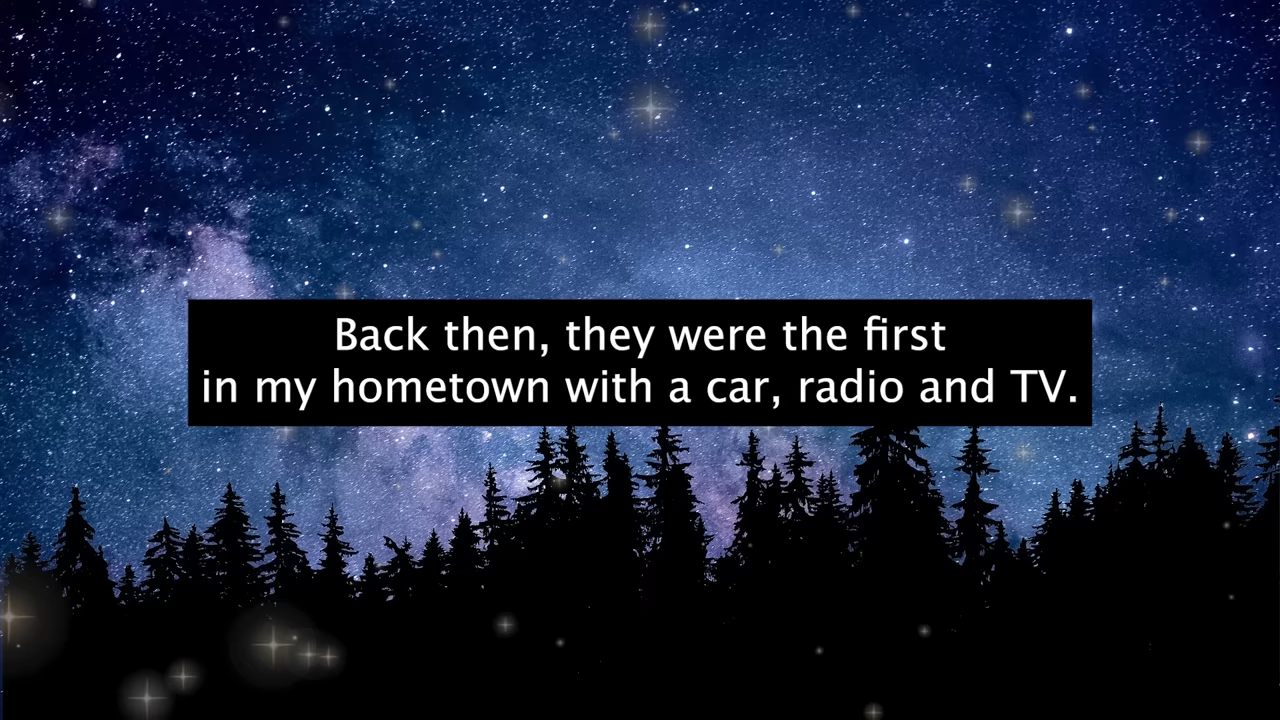 Back then, they were the first
in my hometown with a car, radio and TV.